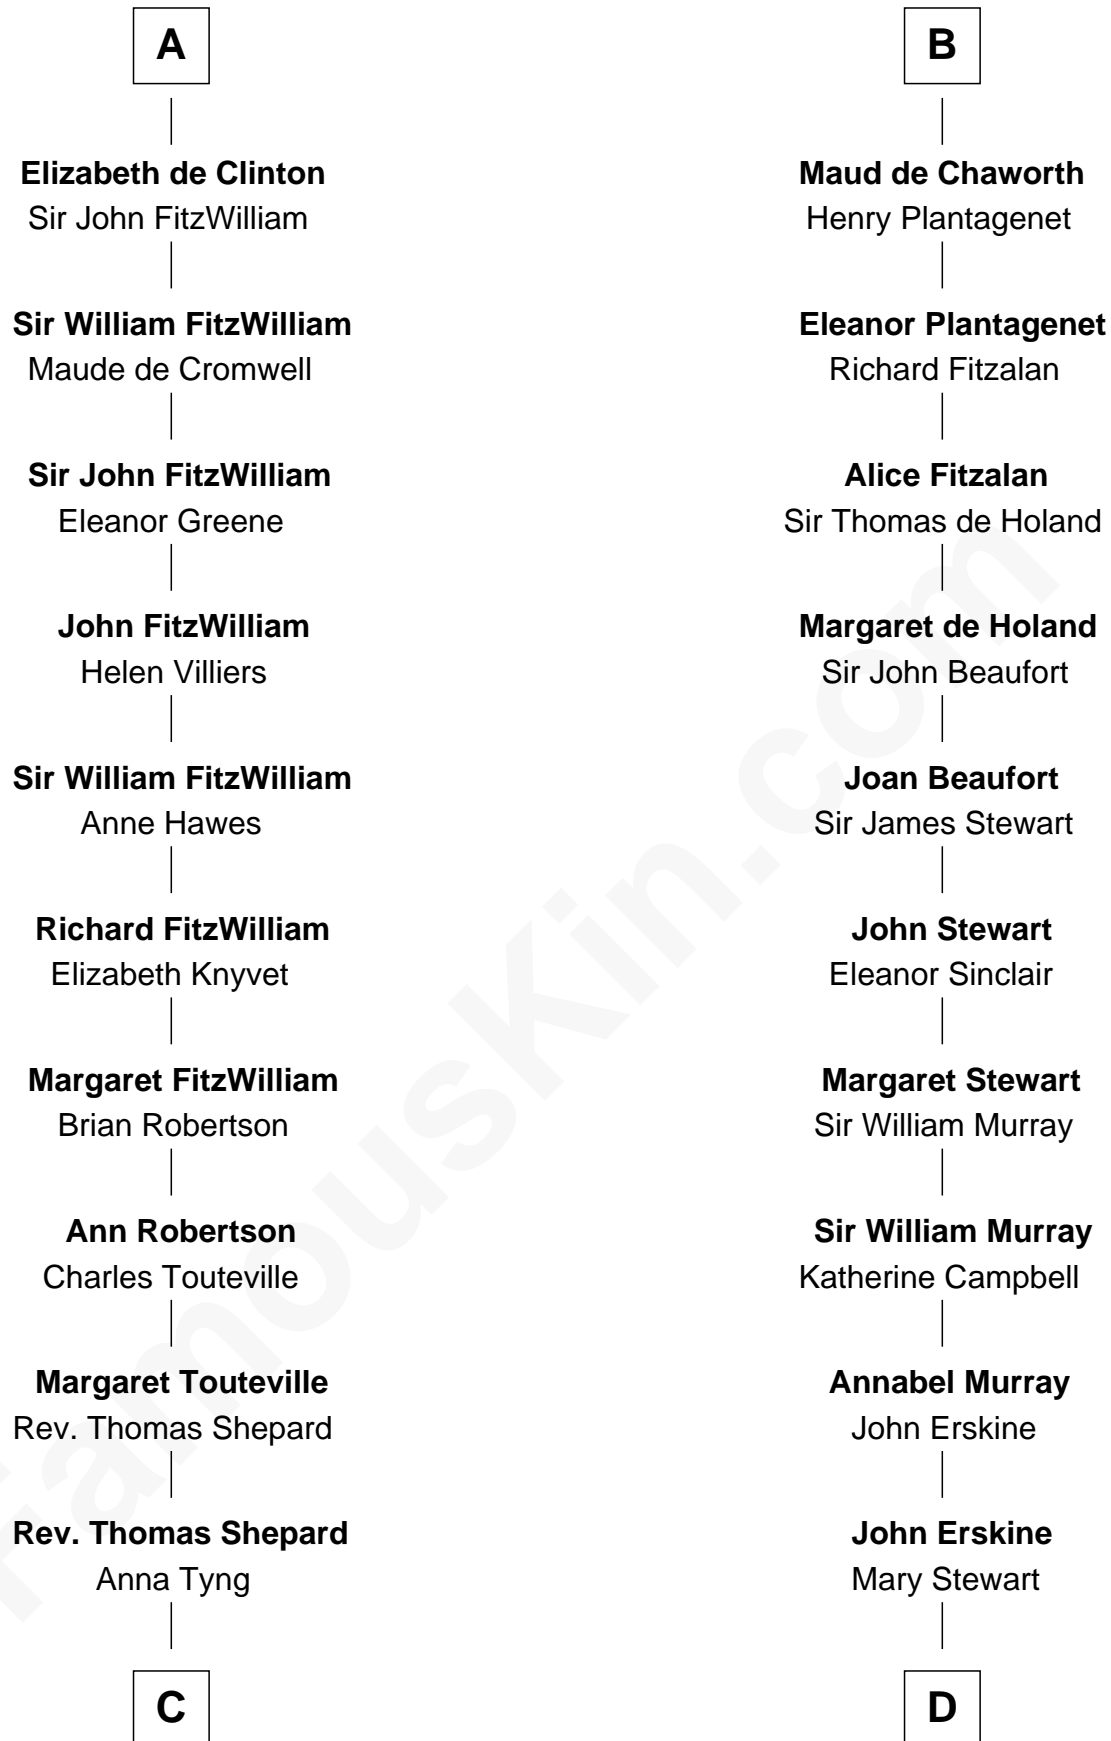 A
Elizabeth de Clinton
Sir John FitzWilliam
Sir William FitzWilliam
Maude de Cromwell
Sir John FitzWilliam
Eleanor Greene
John FitzWilliam
Helen Villiers
Sir William FitzWilliam
Anne Hawes
Richard FitzWilliam
Elizabeth Knyvet
Margaret FitzWilliam
Brian Robertson
Ann Robertson
Charles Touteville
Margaret Touteville
Rev. Thomas Shepard
Rev. Thomas Shepard
Anna Tyng
C
B
Maud de Chaworth
Henry Plantagenet
Eleanor Plantagenet
Richard Fitzalan
Alice Fitzalan
Sir Thomas de Holand
Margaret de Holand
Sir John Beaufort
Joan Beaufort
Sir James Stewart
John Stewart
Eleanor Sinclair
Margaret Stewart
Sir William Murray
Sir William Murray
Katherine Campbell
Annabel Murray
John Erskine
John Erskine
Mary Stewart
D
FamousKin.com